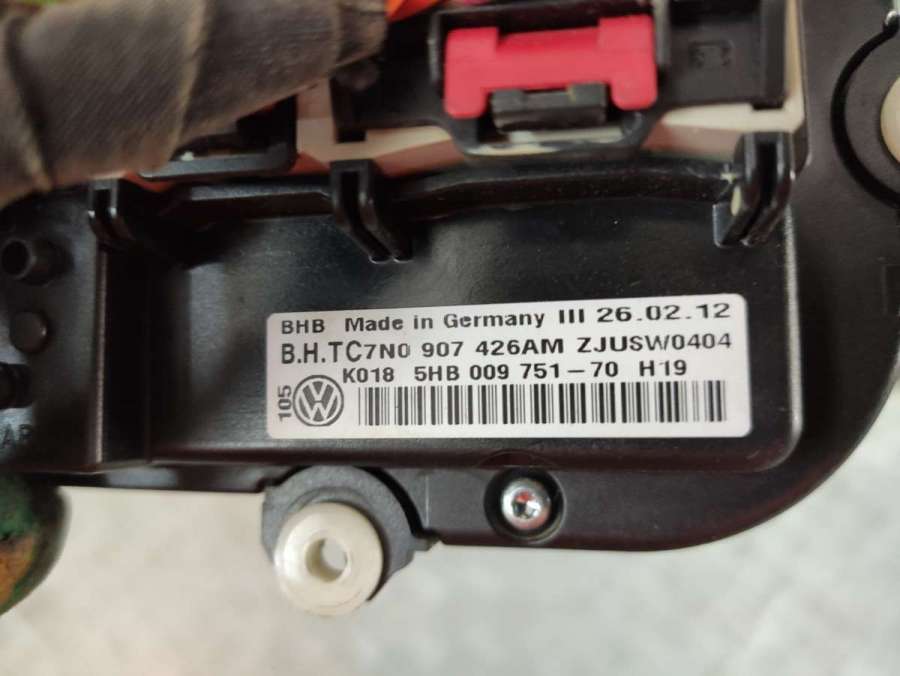 BHB Made in Germany III 26.02.12
B.H.TC7N0 907 426AM ZJUSW0404
K018 5HB 009 751-70 H19
105